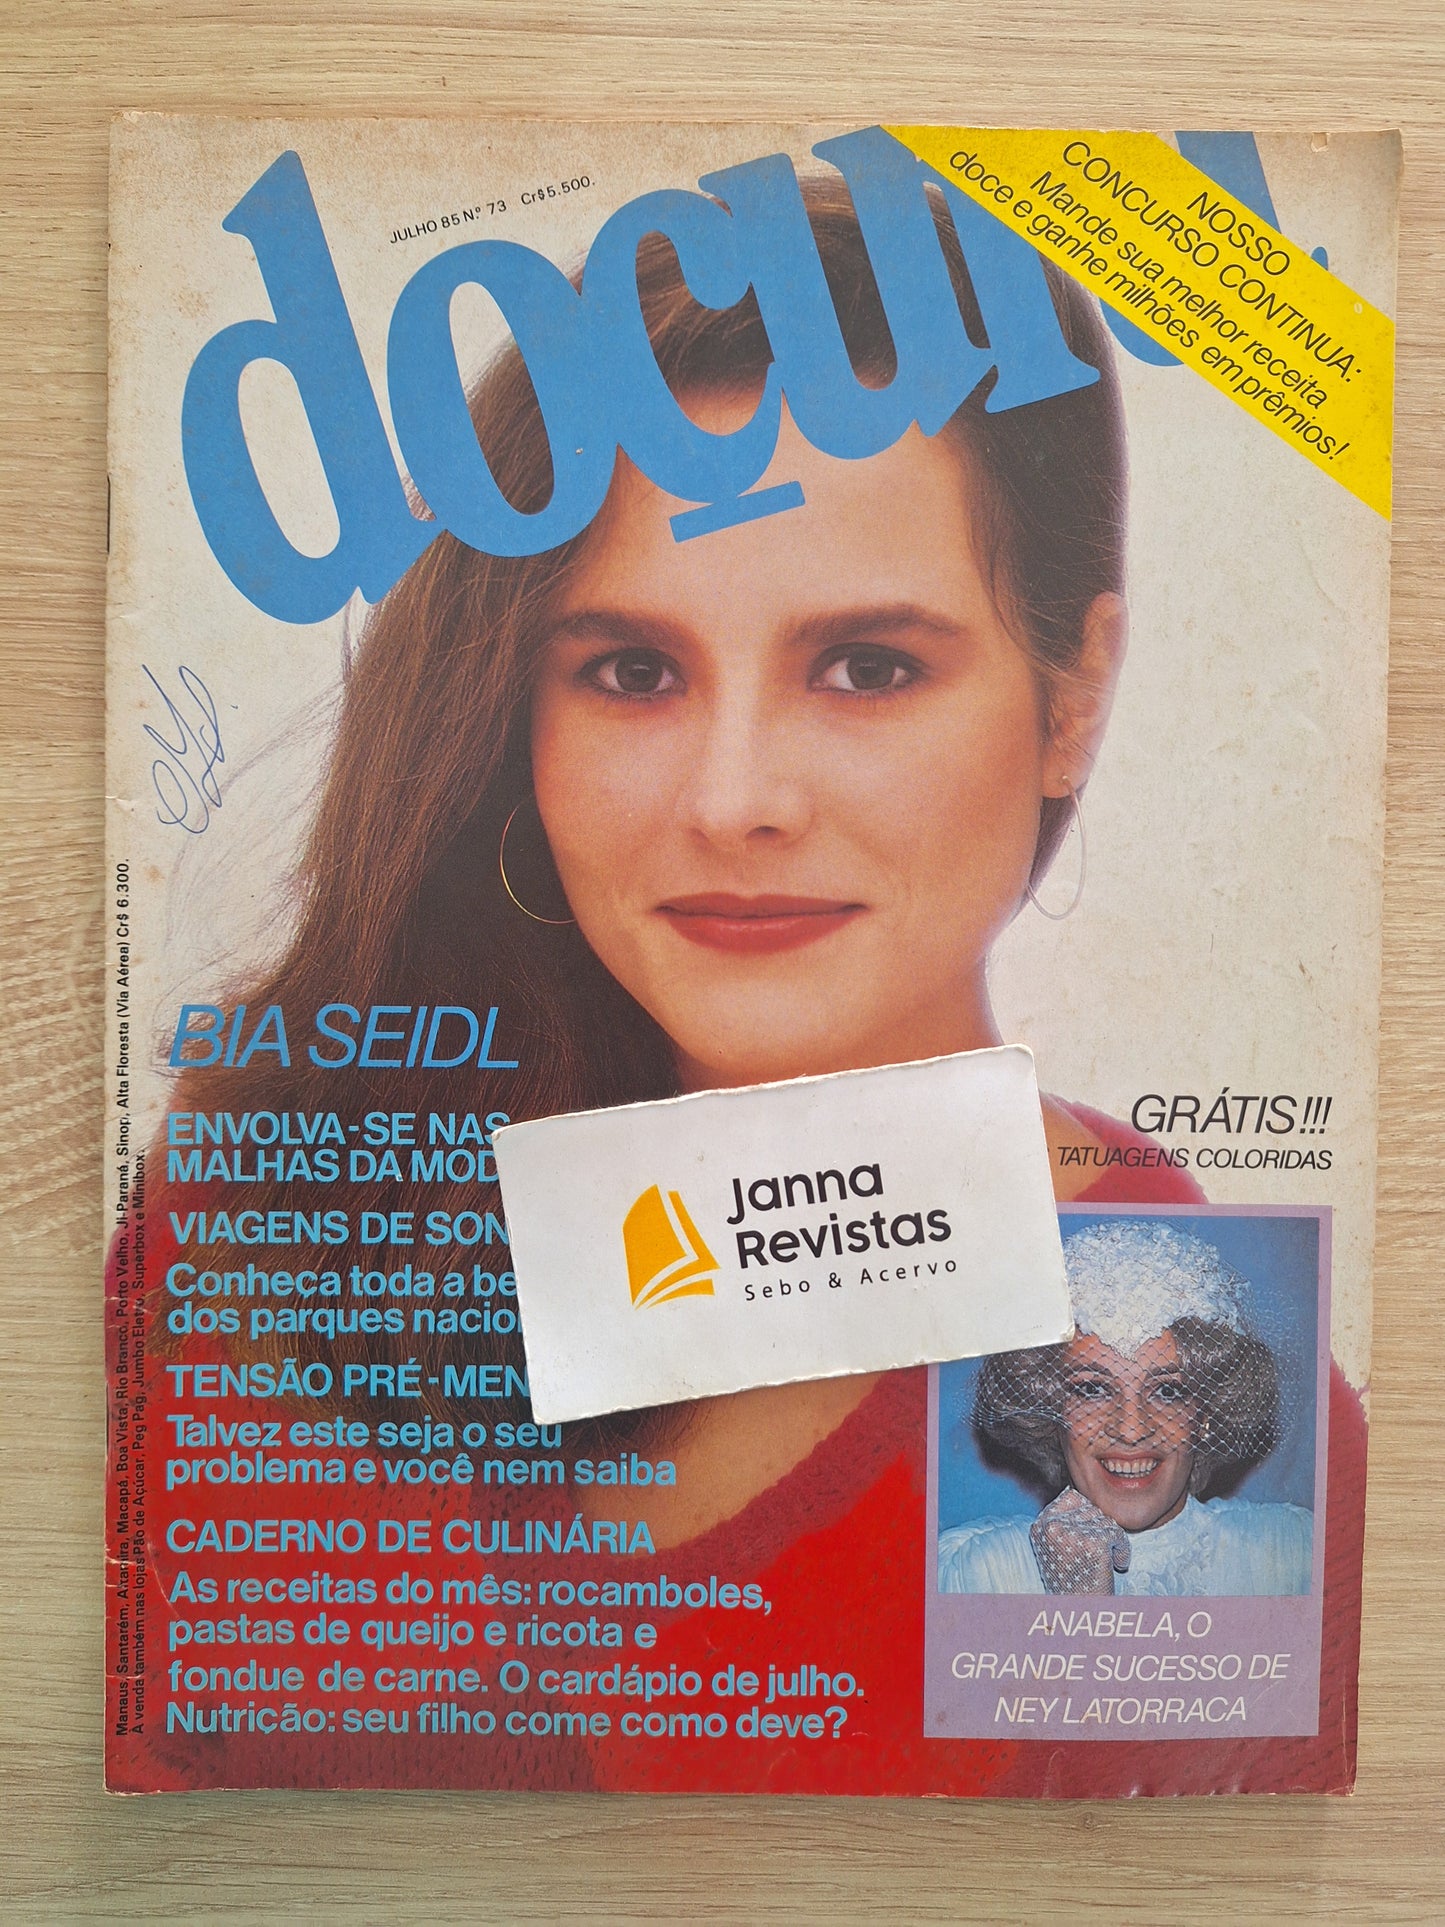 JULHO 85 N.º 73 Cr$ 5.500.
doçura
NOSSO
CONCURSO CONTINUA:
Mande sua melhor receita
doce e ganhe milhões em prêmios!
BIA SEIDL
ENVOLVA-SE NAS
MALHAS DA MOD
VIAGENS DE SON
Conheça toda a be
dos parques nacio
TENSÃO PRÉ-MEN
Talvez este seja o seu
problema e você nem saiba
CADERNO DE CULINÁRIA
As receitas do mês: rocamboles,
pastas de queijo e ricota e
fondue de carne. O cardápio de julho.
Nutrição: seu filho come como deve?
Janna
Revistas
Sebo & Acervo
GRÁTIS!!!
TATUAGENS COLORIDAS
ANABELA, O
GRANDE SUCESSO DE
NEY LATORRACA
Manaus, Santarém, Altamira, Macapá, Boa Vista, Rio Branco, Porto Velho, Ji-Paraná, Sinop, Alta Floresta (Via Aérea) Cr$ 6.300.
A venda também nas lojas Pão de Açúcar, Peg Pag, Jumbo Eletro, Superbox e Minibox.